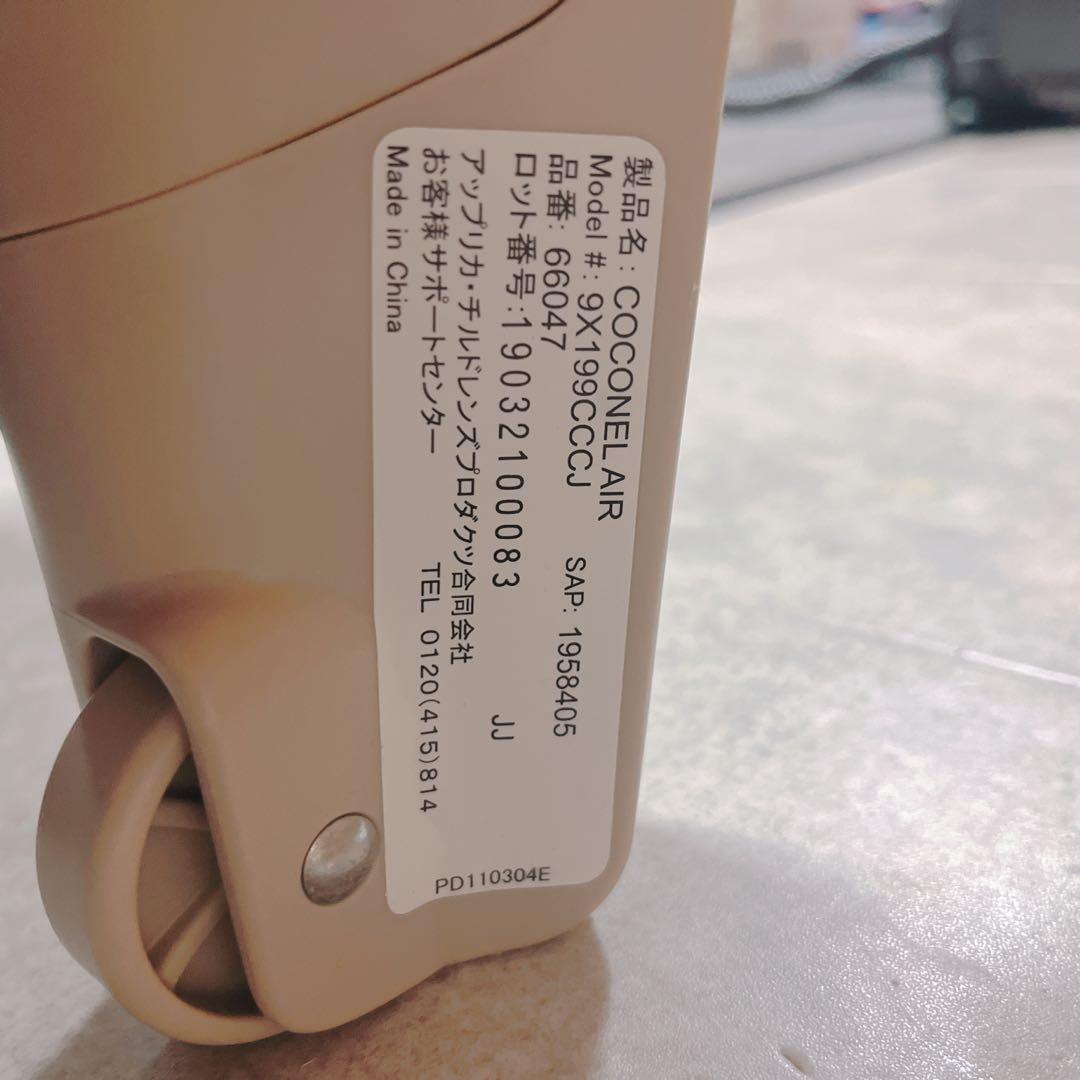 製品名: COCONEL AIR
Model #: 9X199CCCJ SAP: 1958405
品番: 66047
ロット番号:19032100083 JJ
アップリカ・チルドレンズプロダクツ合同会社
お客様サポートセンター TEL 0120(415)814
Made in China
PD110304E